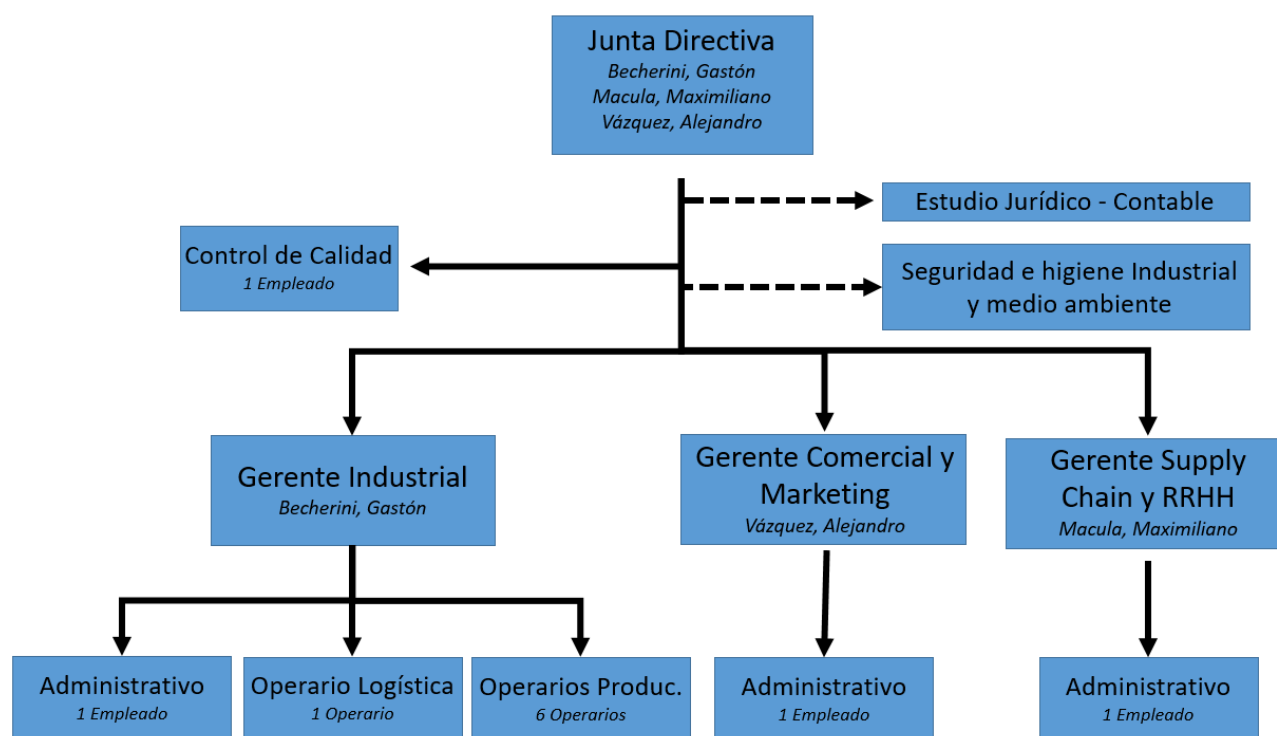 Junta Directiva
Becherini, Gastón
Macula, Maximiliano
Vázquez, Alejandro
Estudio Jurídico - Contable
Control de Calidad
1 Empleado
Seguridad e higiene Industrial
y medio ambiente
Gerente Industrial
Becherini, Gastón
Gerente Comercial y
Marketing
Vázquez, Alejandro
Gerente Supply
Chain y RRHH
Macula, Maximiliano
Administrativo
1 Empleado
Operario Logística
1 Operario
Operarios Produc.
6 Operarios
Administrativo
1 Empleado
Administrativo
1 Empleado